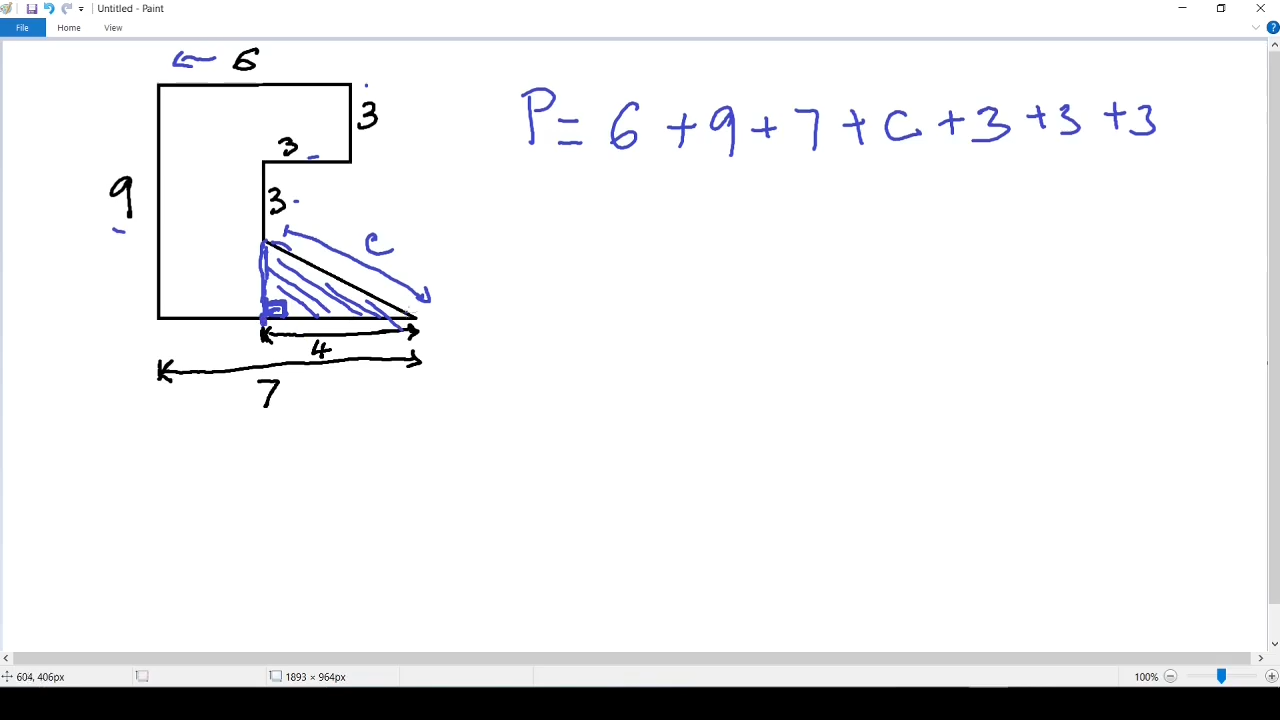 Untitled - Paint
File Home View
← 6
3
3
9
3
C
4
7
P = 6 + 9 + 7 + C + 3 + 3 + 3
604, 406px
1893 × 964px
100%